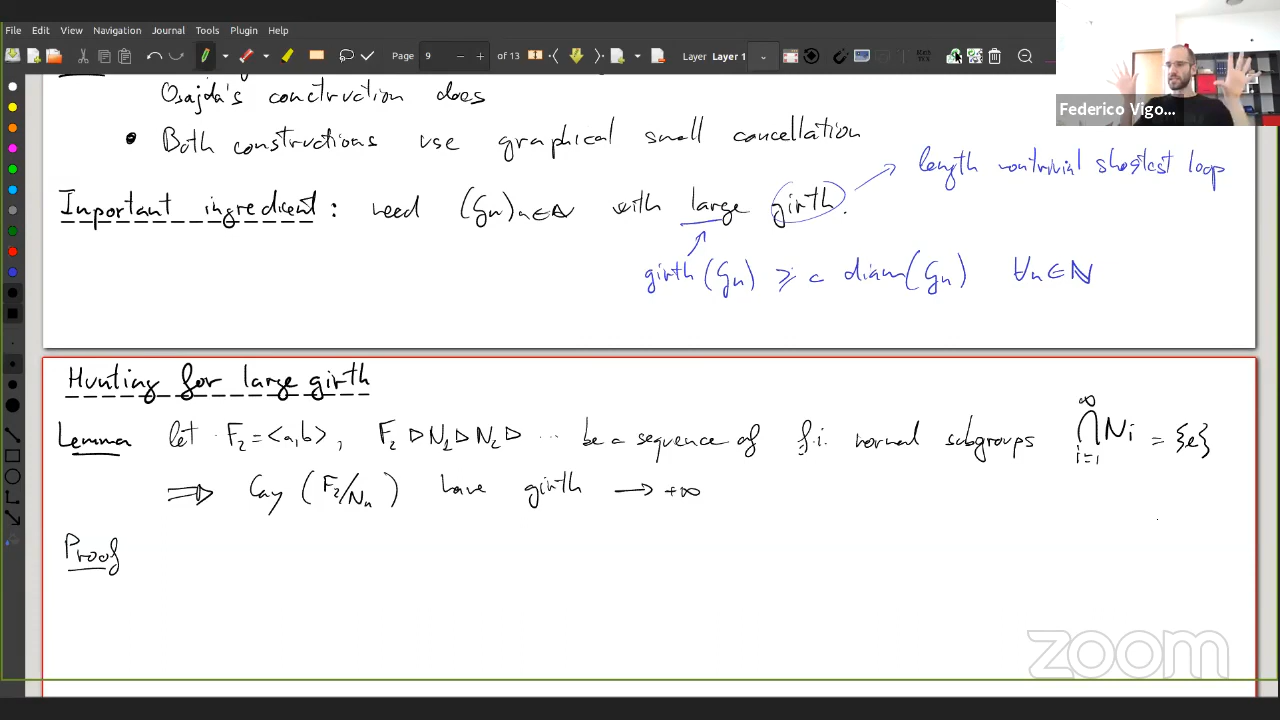 File Edit View Navigation Journal Tools Plugin Help
Page 9 of 13 Layer Layer 1
Federico Vigo...
Osajda's conctruction does
• Both constructions use graphical small cancellation
length nontrivial shostest loop
Important ingredient: need (Gn)n∈ℕ with large girth.
girth (Gn) ⩾ c diam(Gn) ∀n∈ℕ
Hunting for large girth
Lemma let F₂ = <a,b>, F₂ ▷ N₁ ▷ N₂ ▷ ... be a sequence of f.i. normal subgroups ⋂_{i=1}^{∞} Ni = {e}
⟹ Cay (F₂/Nn) have girth → +∞
Proof
zoom